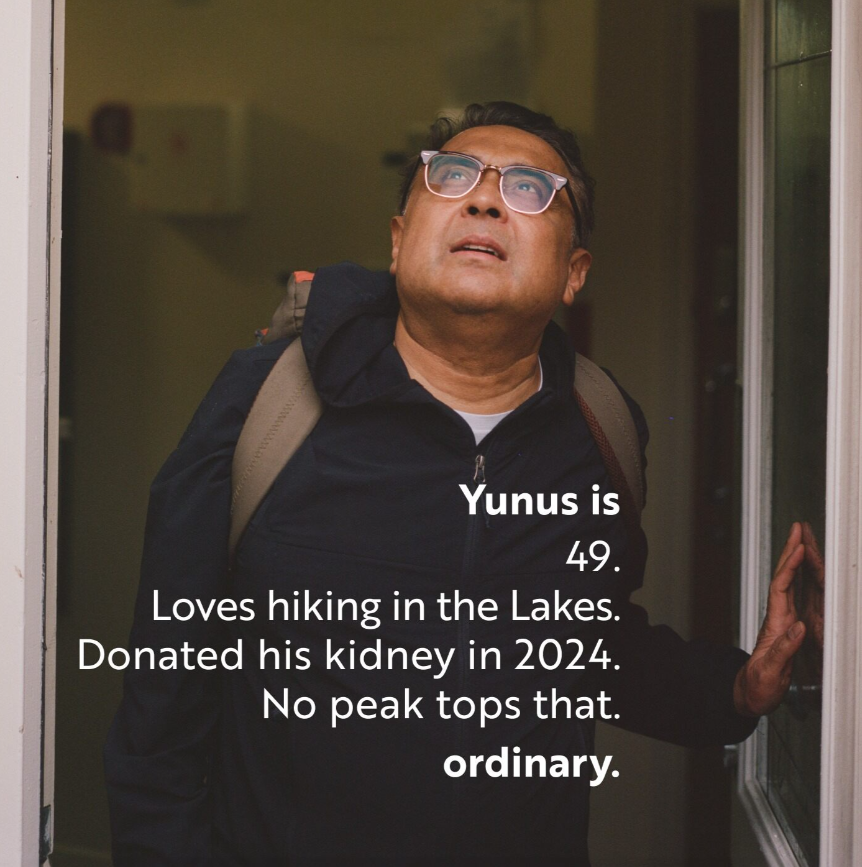 Yunus is
49.
Loves hiking in the Lakes.
Donated his kidney in 2024.
No peak tops that.
ordinary.